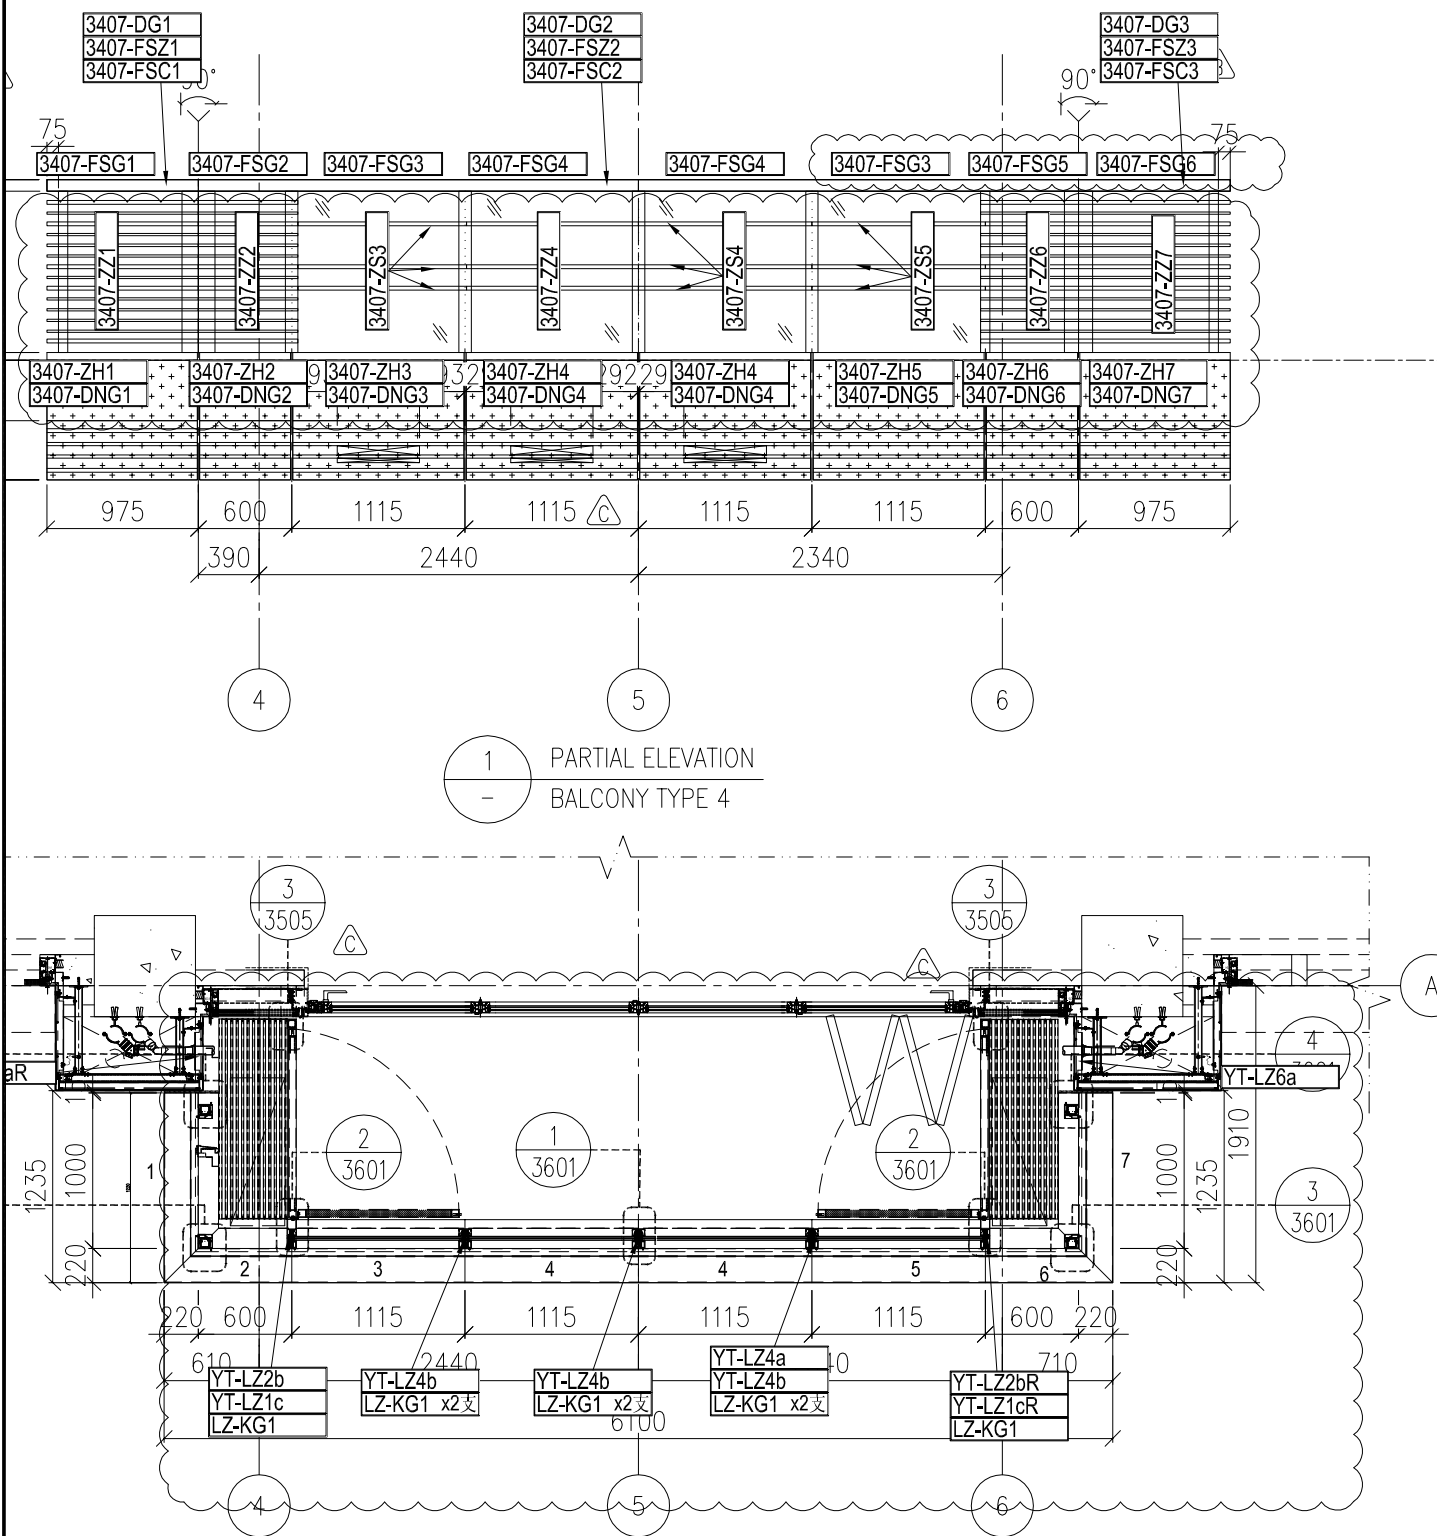 3407-DG1
3407-FSZ1
3407-FSC1
3407-DG2
3407-FSZ2
3407-FSC2
3407-DG3
3407-FSZ3
3407-FSC3
90°
75
75
3407-FSG1
3407-FSG2
3407-FSG3
3407-FSG4
3407-FSG4
3407-FSG3
3407-FSG5
3407-FSG6
3407-ZZ1
3407-ZZ2
3407-ZS3
3407-ZZ4
3407-ZS4
3407-ZS5
3407-ZZ6
3407-ZZ7
3407-ZH1
3407-DNG1
3407-ZH2
3407-DNG2
3407-ZH3
3407-DNG3
3407-ZH4
3407-DNG4
29229
3407-ZH4
3407-DNG4
3407-ZH5
3407-DNG5
3407-ZH6
3407-DNG6
3407-ZH7
3407-DNG7
975
600
1115
1115
C
1115
1115
600
975
390
2440
2340
4
5
6
1
-
PARTIAL ELEVATION
BALCONY TYPE 4
3
3505
3
3505
C
C
A
4
aR
YT-LZ6a
1
1
1235
1000
220
1
2
3601
1
3601
2
3601
7
1000
1235
1910
220
3
3601
2
3
4
4
5
6
220
600
1115
1115
1115
1115
600
220
610
2440
710
YT-LZ2b
YT-LZ1c
LZ-KG1
YT-LZ4b
LZ-KG1 x2支
YT-LZ4b
LZ-KG1 x2支
YT-LZ4a
YT-LZ4b
LZ-KG1 x2支
YT-LZ2bR
YT-LZ1cR
LZ-KG1
6100
4
5
6